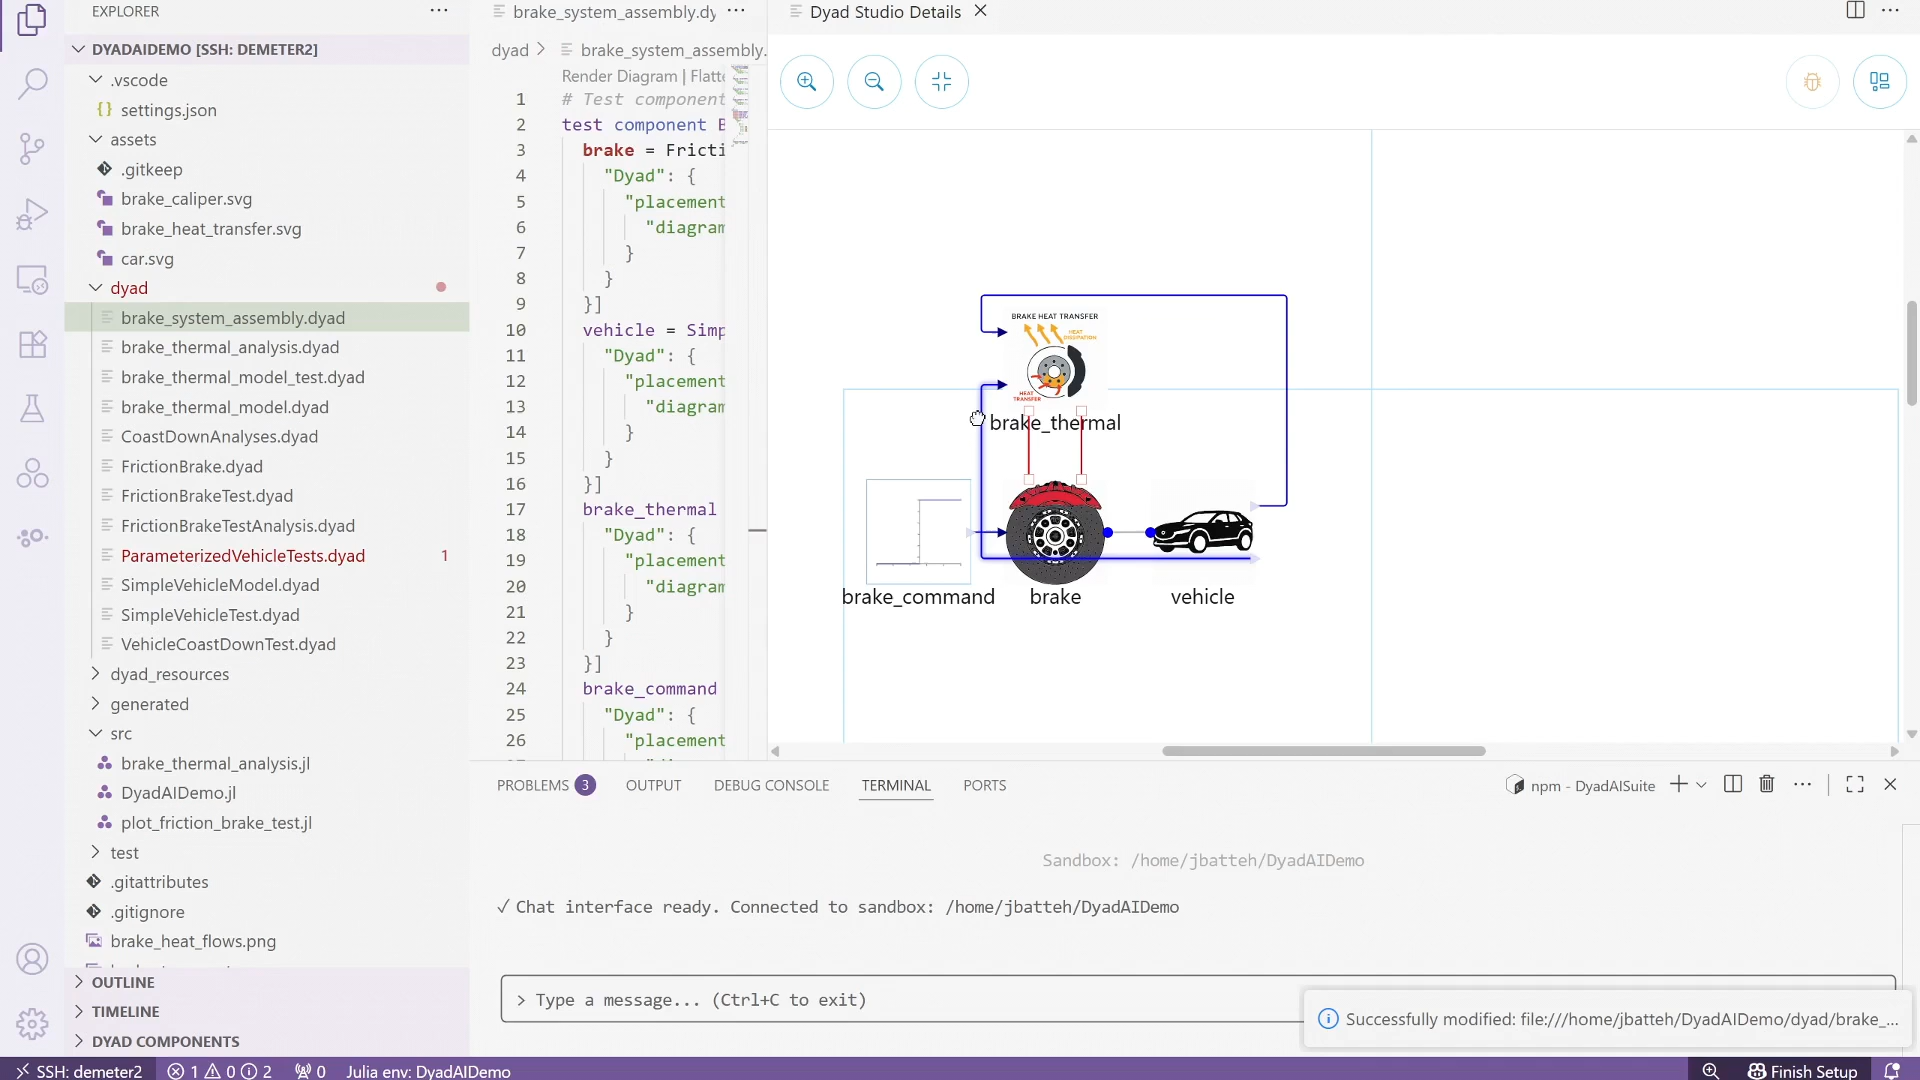 EXPLORER
DYADAIDEMO [SSH: DEMETER2]
.vscode
settings.json
assets
.gitkeep
brake_caliper.svg
brake_heat_transfer.svg
car.svg
dyad
brake_system_assembly.dyad
brake_thermal_analysis.dyad
brake_thermal_model_test.dyad
brake_thermal_model.dyad
CoastDownAnalyses.dyad
FrictionBrake.dyad
FrictionBrakeTest.dyad
FrictionBrakeTestAnalysis.dyad
ParameterizedVehicleTests.dyad 1
SimpleVehicleModel.dyad
SimpleVehicleTest.dyad
VehicleCoastDownTest.dyad
dyad_resources
generated
src
brake_thermal_analysis.jl
DyadAIDemo.jl
plot_friction_brake_test.jl
test
.gitattributes
.gitignore
brake_heat_flows.png
OUTLINE
TIMELINE
DYAD COMPONENTS
brake_system_assembly.dy
dyad > brake_system_assembly.
Render Diagram | Flatte
1 # Test component
2 test component B
3 brake = Fricti
4 "Dyad": {
5 "placement
6 "diagram
7 }
8 }
9 }]
10 vehicle = Simp
11 "Dyad": {
12 "placement
13 "diagram
14 }
15 }
16 }]
17 brake_thermal
18 "Dyad": {
19 "placement
20 "diagram
21 }
22 }
23 }]
24 brake_command
25 "Dyad": {
26 "placement
Dyad Studio Details
BRAKE HEAT TRANSFER
HEAT
DISSIPATION
HEAT
TRANSFER
brake_thermal
brake_command
brake
vehicle
PROBLEMS 3
OUTPUT
DEBUG CONSOLE
TERMINAL
PORTS
npm - DyadAISuite
Sandbox: /home/jbatteh/DyadAIDemo
✓ Chat interface ready. Connected to sandbox: /home/jbatteh/DyadAIDemo
> Type a message... (Ctrl+C to exit)
Successfully modified: file:///home/jbatteh/DyadAIDemo/dyad/brake_...
SSH: demeter2
1 0 2
0
Julia env: DyadAIDemo
Finish Setup